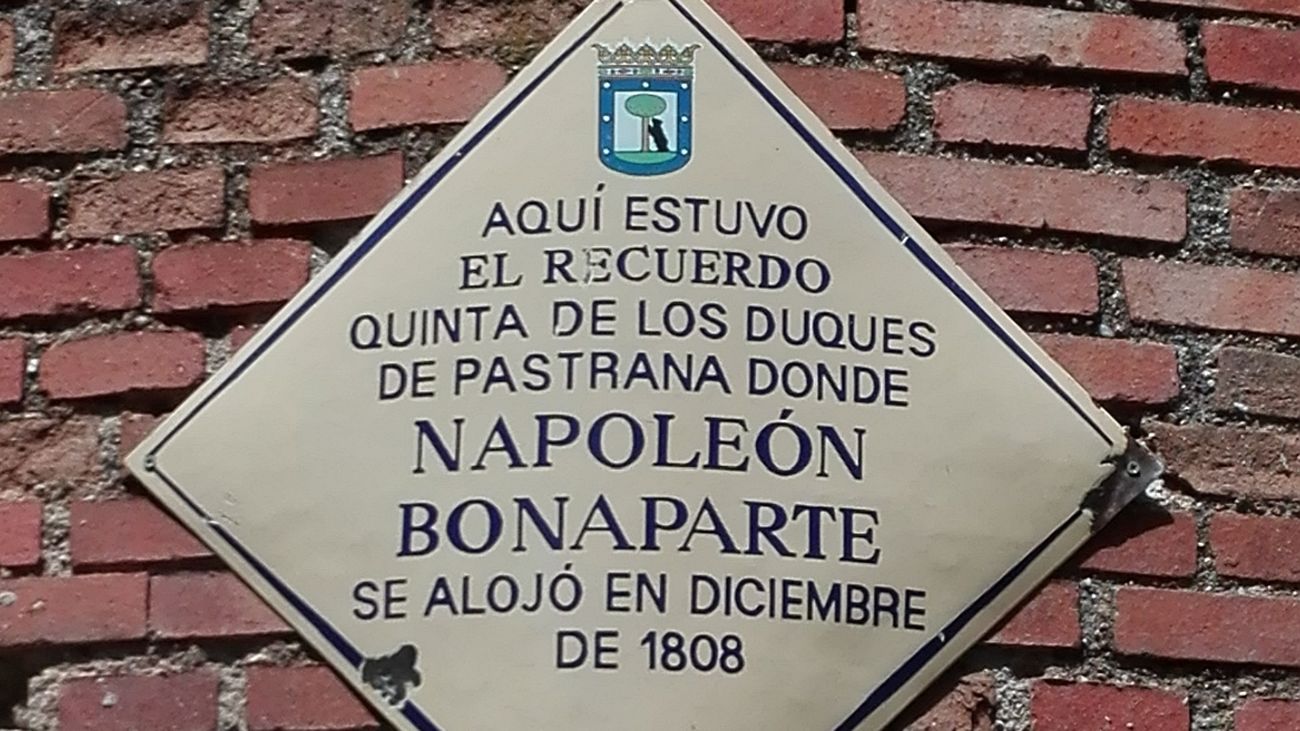 AQUÍ ESTUVO
EL RECUERDO
QUINTA DE LOS DUQUES
DE PASTRANA DONDE
NAPOLEÓN
BONAPARTE
SE ALOJÓ EN DICIEMBRE
DE 1808